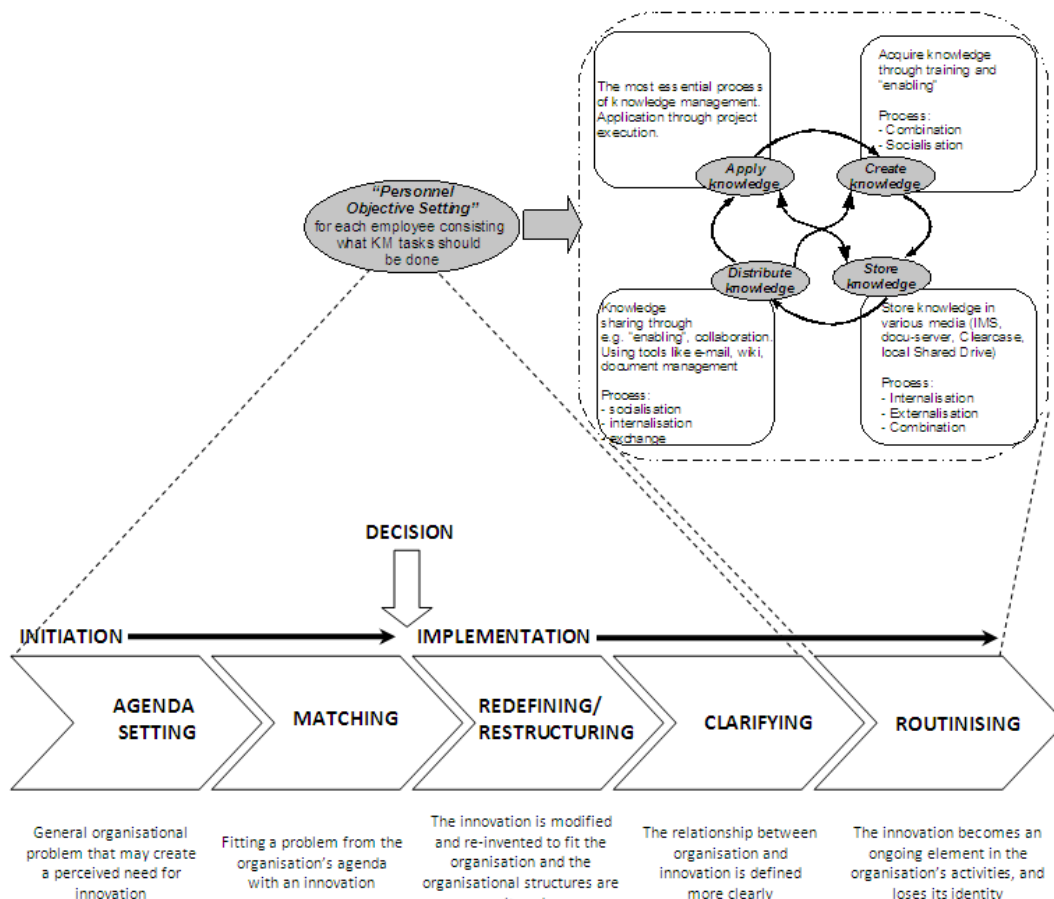 The most essential process
of knowledge management.
Application through project
execution.
Acquire knowledge
through training and
"enabling"
Process:
- Combination
- Socialisation
Apply
knowledge
Create
knowledge
"Personnel
Objective Setting"
for each employee consisting
what KM tasks should
be done
Distribute
knowledge
Store
knowledge
Knowledge
sharing through
e.g. "enabling", collaboration.
Using tools like e-mail, wiki,
document management
Process:
- socialisation
- internalisation
- exchange
Store knowledge in
various media (IMS,
docu-server, Clearcase,
local Shared Drive)
Process:
- Internalisation
- Externalisation
- Combination
DECISION
INITIATION
IMPLEMENTATION
AGENDA
SETTING
MATCHING
REDEFINING/
RESTRUCTURING
CLARIFYING
ROUTINISING
General organisational
problem that may create
a perceived need for
innovation
Fitting a problem from the
organisation's agenda
with an innovation
The innovation is modified
and re-invented to fit the
organisation and the
organisational structures are
The relationship between
organisation and
innovation is defined
more clearly
The innovation becomes an
ongoing element in the
organisation's activities, and
loses its identity